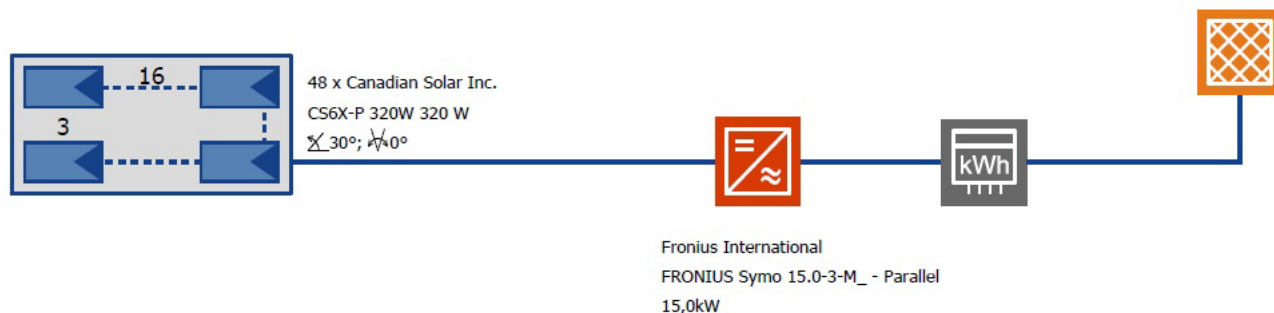 16
3
48 x Canadian Solar Inc.
CS6X-P 320W 320 W
30°; 0°
kWh
Fronius International
FRONIUS Symo 15.0-3-M_ - Parallel
15,0kW